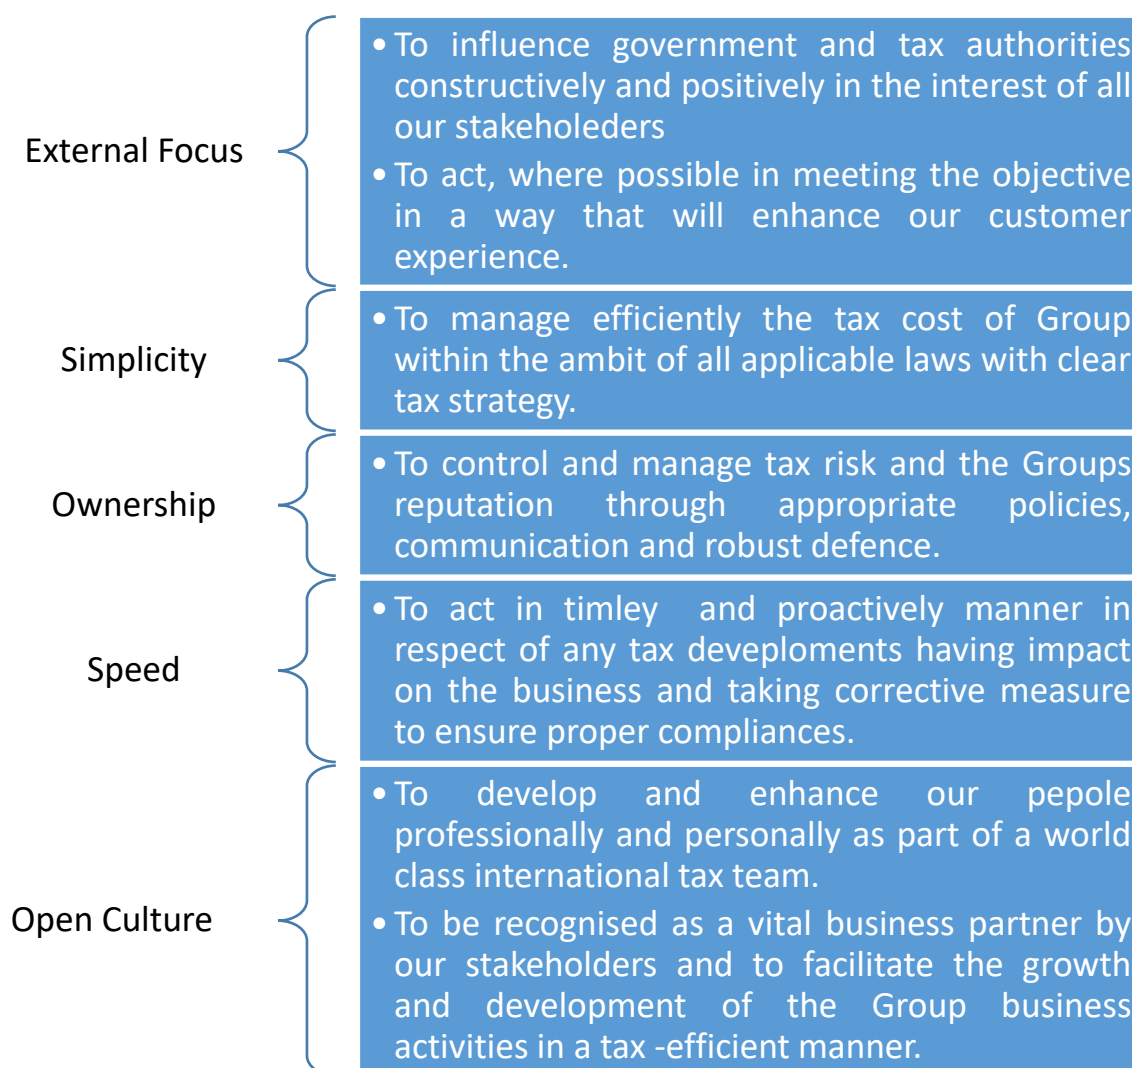 External Focus
• To influence government and tax authorities
constructively and positively in the interest of all
our stakeholeders
• To act, where possible in meeting the objective
in a way that will enhance our customer
experience.
Simplicity
• To manage efficiently the tax cost of Group
within the ambit of all applicable laws with clear
tax strategy.
Ownership
• To control and manage tax risk and the Groups
reputation through appropriate policies,
communication and robust defence.
Speed
• To act in timley and proactively manner in
respect of any tax deveploments having impact
on the business and taking corrective measure
to ensure proper compliances.
Open Culture
• To develop and enhance our pepole
professionally and personally as part of a world
class international tax team.
• To be recognised as a vital business partner by
our stakeholders and to facilitate the growth
and development of the Group business
activities in a tax -efficient manner.